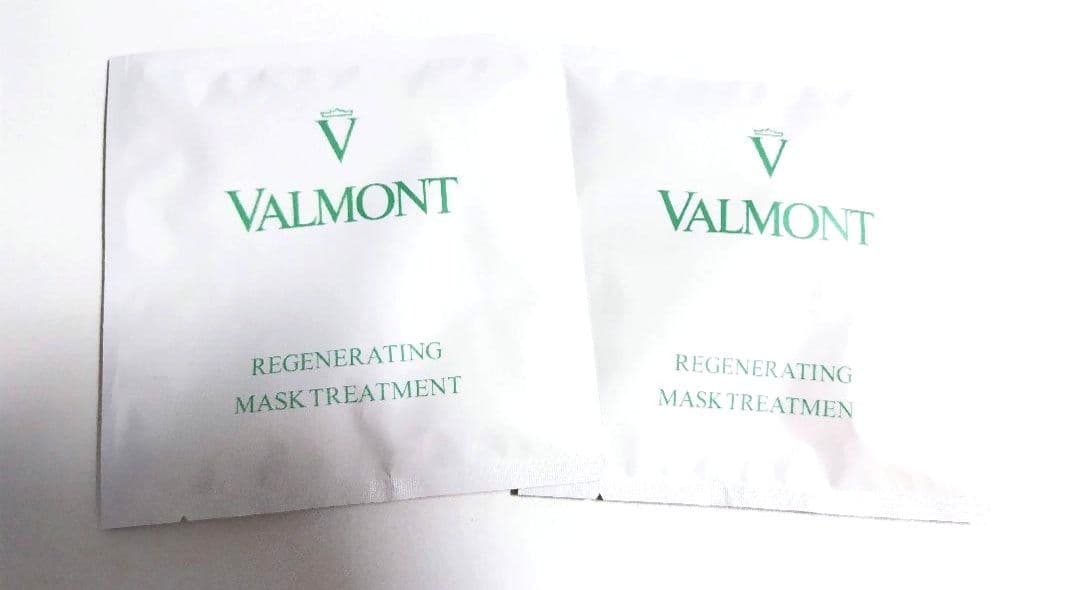 V
VALMONT
REGENERATING
MASK TREATMENT
V
VALMONT
REGENERATING
MASK TREATMEN